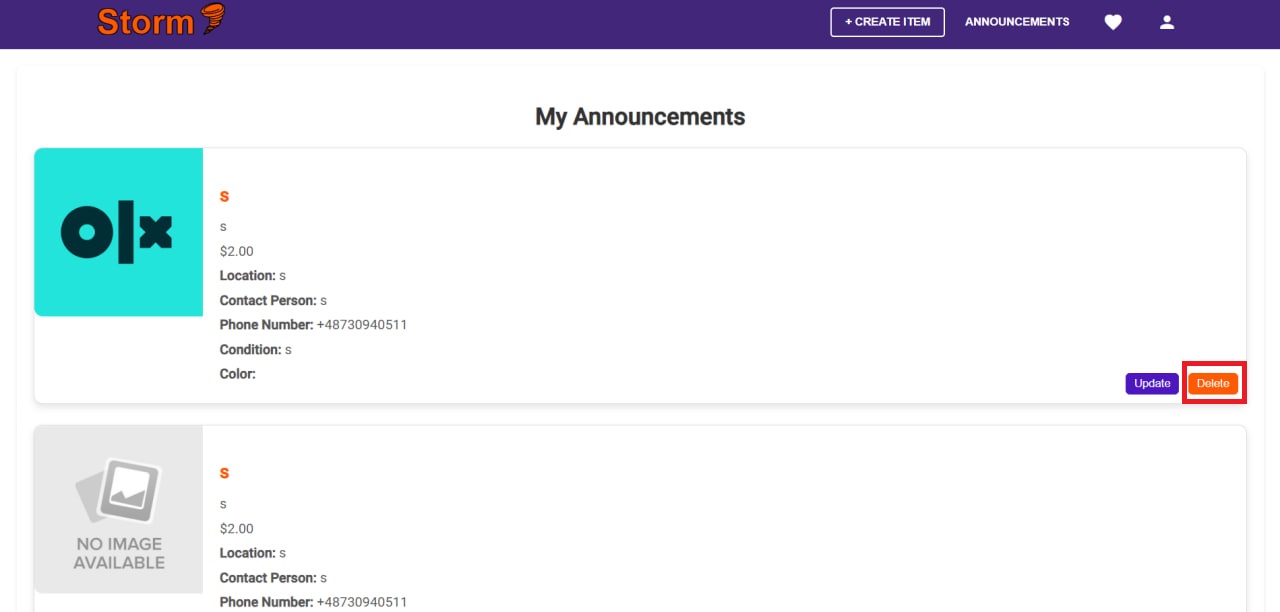 Storm
+ CREATE ITEM
ANNOUNCEMENTS
My Announcements
olx
s
s
$2.00
Location: s
Contact Person: s
Phone Number: +48730940511
Condition: s
Color:
Update
Delete
NO IMAGE
AVAILABLE
s
s
$2.00
Location: s
Contact Person: s
Phone Number: +48730940511